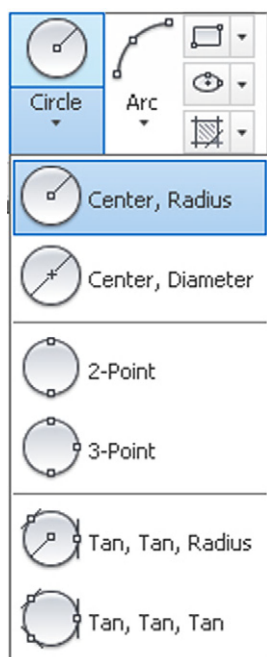 Circle
Arc
Center, Radius
Center, Diameter
2-Point
3-Point
Tan, Tan, Radius
Tan, Tan, Tan